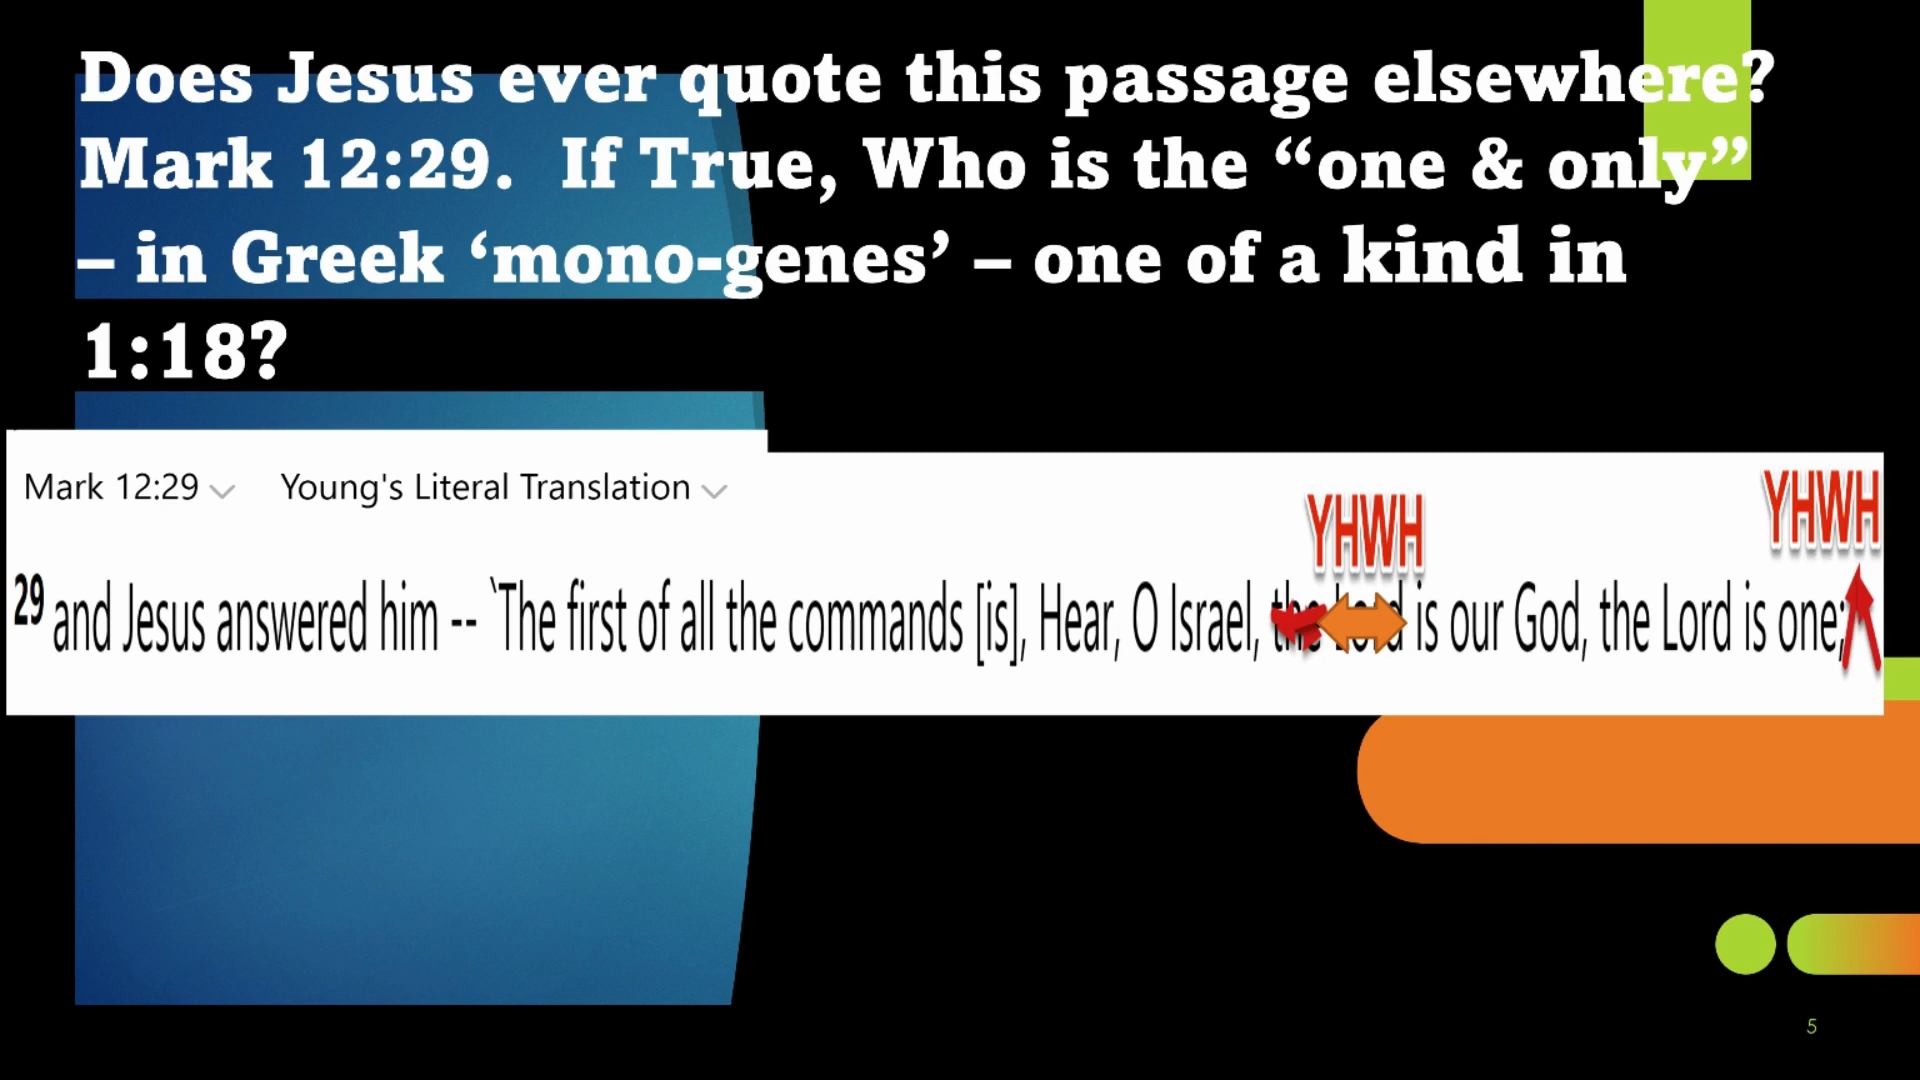 Does Jesus ever quote this passage elsewhere?
Mark 12:29.  If True, Who is the “one & only”
– in Greek ‘mono-genes’ – one of a kind in
1:18?
Mark 12:29 Young's Literal Translation
YHWH YHWH
29 and Jesus answered him -- `The first of all the commands [is], Hear, O Israel, the Lord is our God, the Lord is one;
5